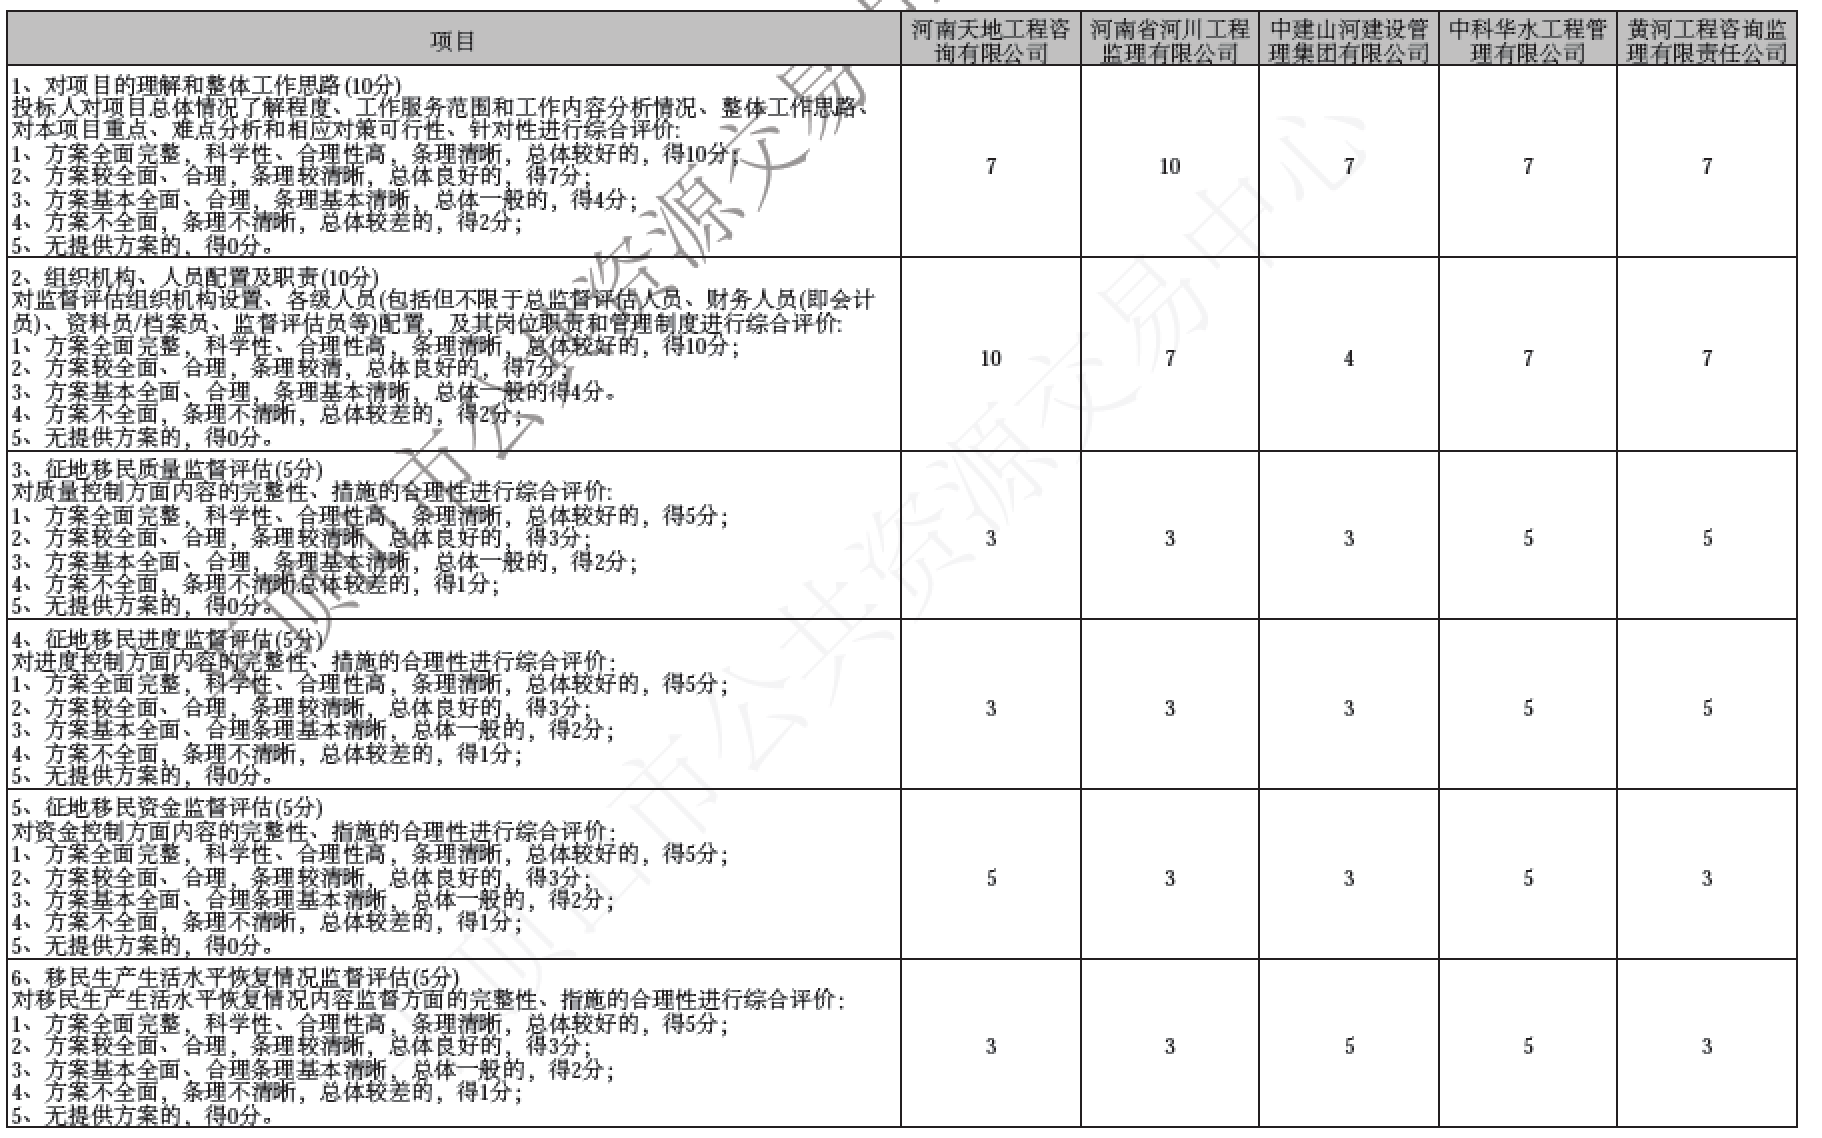 项目
河南天地工程咨
询有限公司
河南省河川工程
监理有限公司
中建山河建设管
理集团有限公司
中科华水工程管
理有限公司
黄河工程咨询监
理有限责任公司
1、对项目的理解和整体工作思路(10分)
投标人对项目总体情况了解程度、工作服务范围和工作内容分析情况、整体工作思路、
对本项目重点、难点分析和相应对策可行性、针对性进行综合评价:
1、方案全面完整，科学性、合理性高，条理清晰，总体较好的，得10分；
2、方案较全面、合理，条理较清晰，总体良好的，得7分；
3、方案基本全面、合理，条理基本清晰，总体一般的，得4分；
4、方案不全面，条理不清晰，总体较差的，得2分；
5、无提供方案的，得0分。
7
10
7
7
7
2、组织机构、人员配置及职责(10分)
对监督评估组织机构设置、各级人员(包括但不限于总监督评估人员、财务人员(即会计
员)、资料员/档案员、监督评估员等)配置，及其岗位职责和管理制度进行综合评价:
1、方案全面完整，科学性、合理性高，条理清晰，总体较好的，得10分；
2、方案较全面、合理，条理较清，总体良好的，得7分；
3、方案基本全面、合理，条理基本清晰，总体一般的得4分。
4、方案不全面，条理不清晰，总体较差的，得2分；
5、无提供方案的，得0分。
10
7
4
7
7
3、征地移民质量监督评估(5分)
对质量控制方面内容的完整性、措施的合理性进行综合评价:
1、方案全面完整，科学性、合理性高，条理清晰，总体较好的，得5分；
2、方案较全面、合理，条理较清晰，总体良好的，得3分；
3、方案基本全面、合理，条理基本清晰，总体一般的，得2分；
4、方案不全面，条理不清晰总体较差的，得1分；
5、无提供方案的，得0分。
3
3
3
5
5
4、征地移民进度监督评估(5分)
对进度控制方面内容的完整性、措施的合理性进行综合评价；
1、方案全面完整，科学性、合理性高，条理清晰，总体较好的，得5分；
2、方案较全面、合理，条理较清晰，总体良好的，得3分；
3、方案基本全面、合理条理基本清晰，总体一般的，得2分；
4、方案不全面，条理不清晰，总体较差的，得1分；
5、无提供方案的，得0分。
3
3
3
5
5
5、征地移民资金监督评估(5分)
对资金控制方面内容的完整性、指施的合理性进行综合评价；
1、方案全面完整，科学性、合理性高，条理清晰，总体较好的，得5分；
2、方案较全面、合理，条理较清晰，总体良好的，得3分；
3、方案基本全面、合理条理基本清晰，总体一般的，得2分；
4、方案不全面，条理不清晰，总体较差的，得1分；
5、无提供方案的，得0分。
5
3
3
5
3
6、移民生产生活水平恢复情况监督评估(5分)
对移民生产生活水平恢复情况内容监督方面的完整性、指施的合理性进行综合评价；
1、方案全面完整，科学性、合理性高，条理清晰，总体较好的，得5分；
2、方案较全面、合理，条理较清晰，总体良好的，得3分；
3、方案基本全面、合理条理基本清晰，总体一般的，得2分；
4、方案不全面，条理不清晰，总体较差的，得1分；
5、无提供方案的，得0分。
3
3
5
5
3
顶山市公共资源交易
顶山市公共资源交易中心